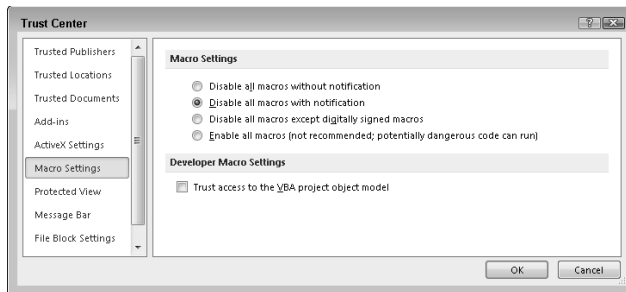 Trust Center
Trusted Publishers
Trusted Locations
Trusted Documents
Add-ins
ActiveX Settings
Macro Settings
Protected View
Message Bar
File Block Settings
Macro Settings
Disable all macros without notification
Disable all macros with notification
Disable all macros except digitally signed macros
Enable all macros (not recommended; potentially dangerous code can run)
Developer Macro Settings
Trust access to the VBA project object model
OK
Cancel